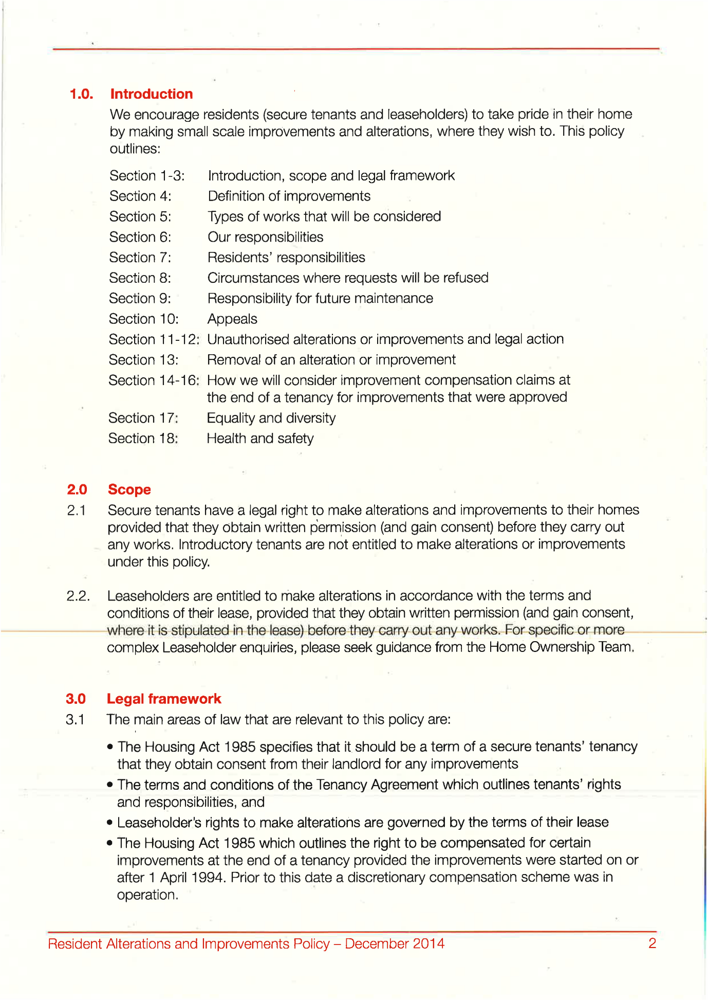 1.0. Introduction
We encourage residents (secure tenants and leaseholders) to take pride in their home
by making small scale improvements and alterations, where they wish to. This policy
outlines:
Section 1-3: Introduction, scope and legal framework
Section 4: Definition of improvements
Section 5: Types of works that will be considered
Section 6: Our responsibilities
Section 7: Residents' responsibilities
Section 8: Circumstances where requests will be refused
Section 9: Responsibility for future maintenance
Section 10: Appeals
Section 11-12: Unauthorised alterations or improvements and legal action
Section 13: Removal of an alteration or improvement
Section 14-16: How we will consider improvement compensation claims at
the end of a tenancy for improvements that were approved
Section 17: Equality and diversity
Section 18: Health and safety
2.0 Scope
2.1 Secure tenants have a legal right to make alterations and improvements to their homes
provided that they obtain written permission (and gain consent) before they carry out
any works. Introductory tenants are not entitled to make alterations or improvements
under this policy.
2.2. Leaseholders are entitled to make alterations in accordance with the terms and
conditions of their lease, provided that they obtain written permission (and gain consent,
where it is stipulated in the lease) before they carry out any works. For specific or more
complex Leaseholder enquiries, please seek guidance from the Home Ownership Team.
3.0 Legal framework
3.1 The main areas of law that are relevant to this policy are:
• The Housing Act 1985 specifies that it should be a term of a secure tenants' tenancy
that they obtain consent from their landlord for any improvements
• The terms and conditions of the Tenancy Agreement which outlines tenants' rights
and responsibilities, and
• Leaseholder's rights to make alterations are governed by the terms of their lease
• The Housing Act 1985 which outlines the right to be compensated for certain
improvements at the end of a tenancy provided the improvements were started on or
after 1 April 1994. Prior to this date a discretionary compensation scheme was in
operation.
Resident Alterations and Improvements Policy – December 2014 2